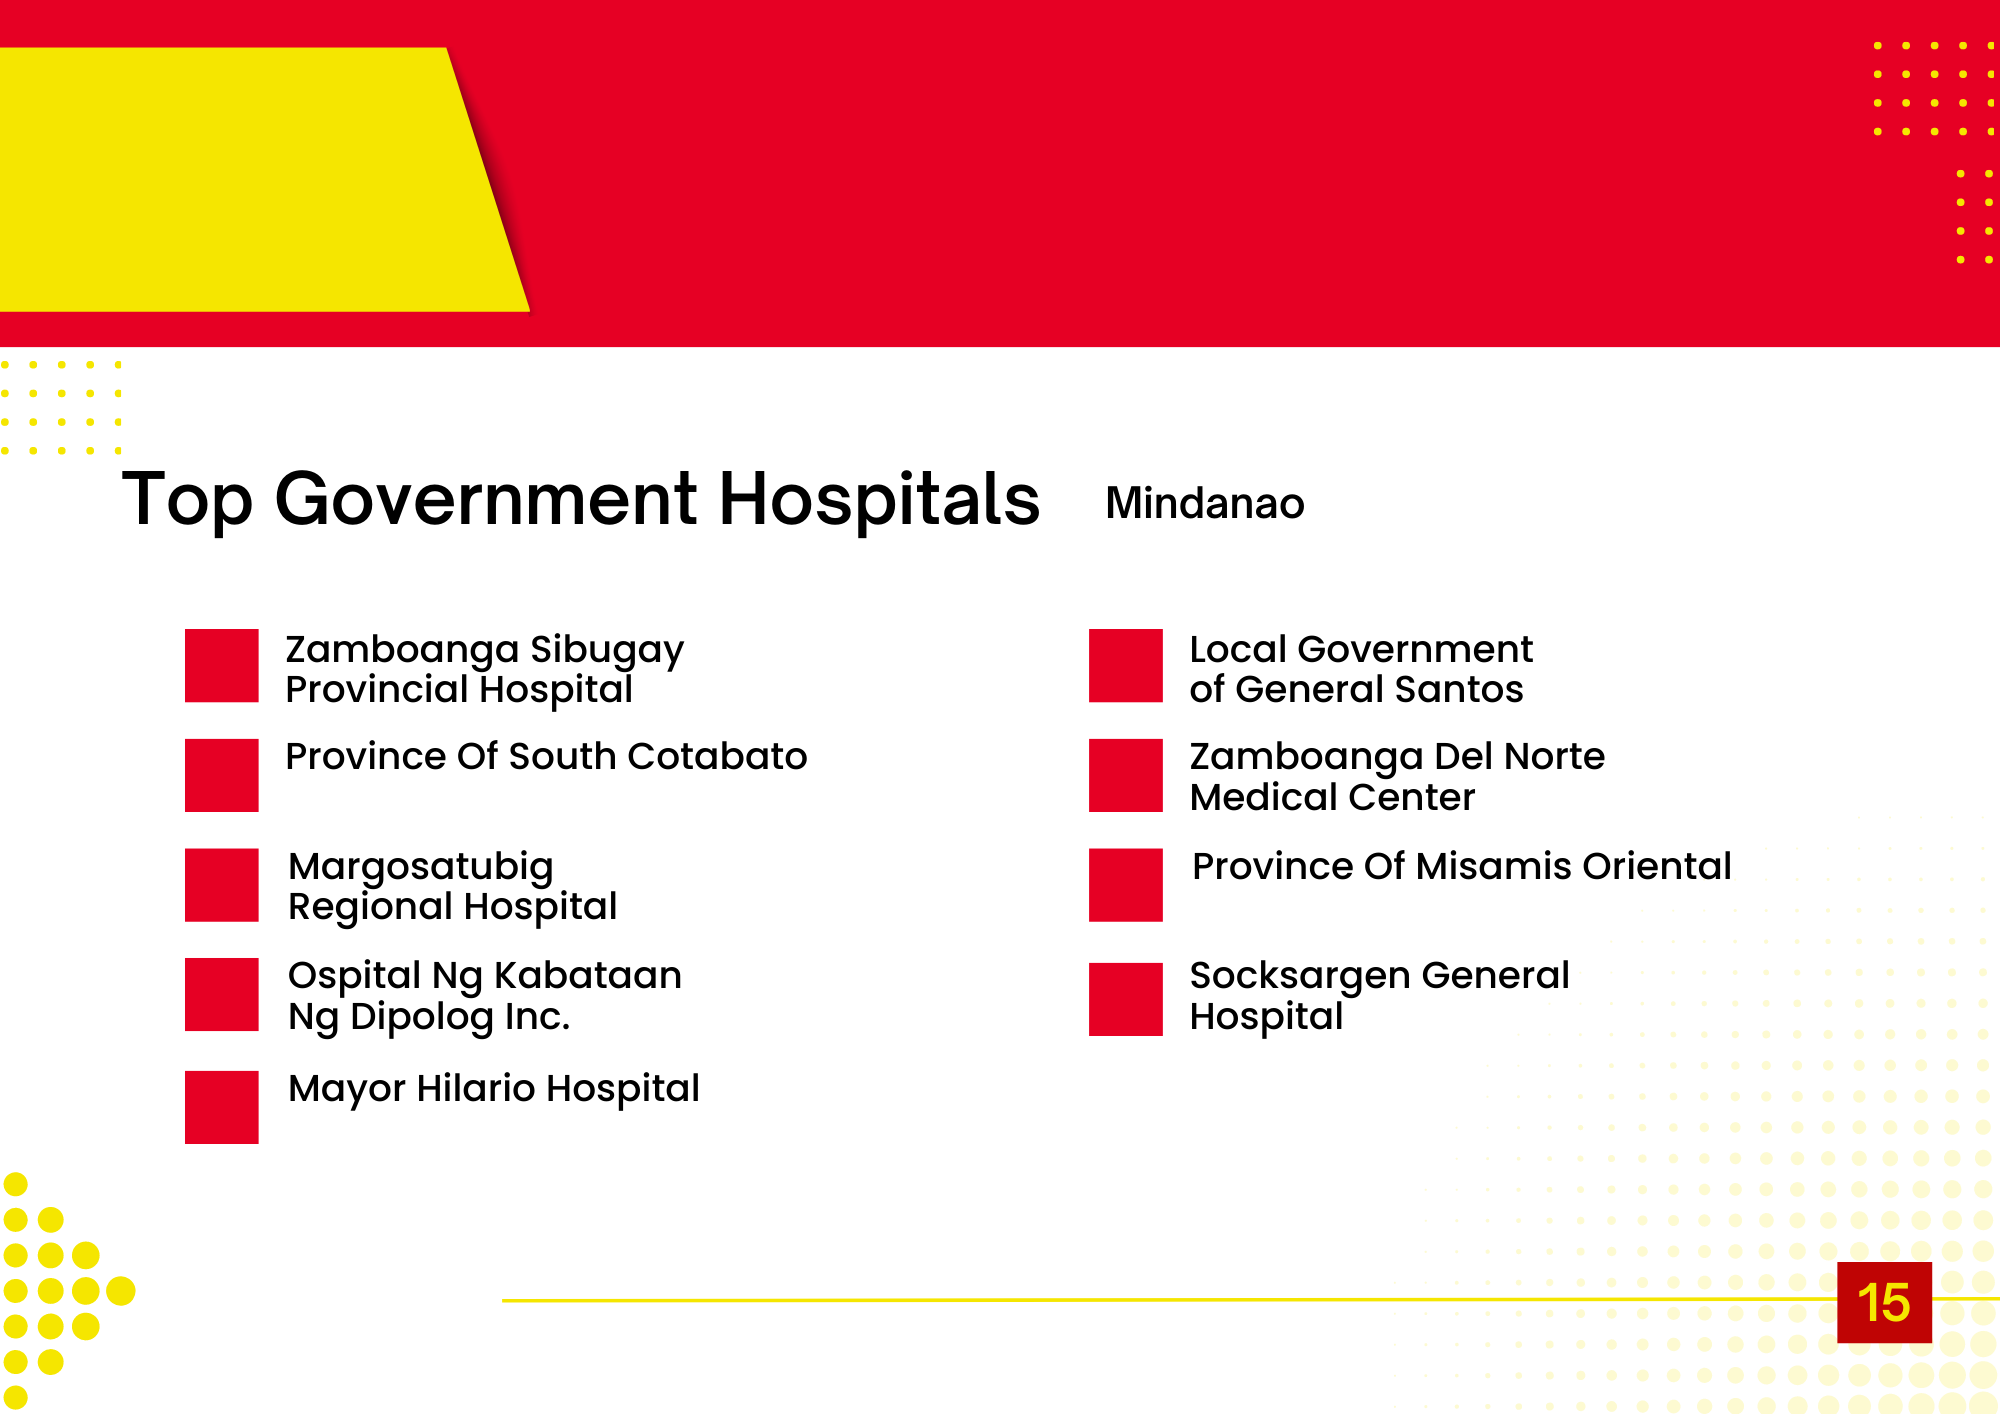 Top Government Hospitals
Mindanao
Zamboanga Sibugay
Provincial Hospital
Province Of South Cotabato
Margosatubig
Regional Hospital
Ospital Ng Kabataan
Ng Dipolog Inc.
Mayor Hilario Hospital
Local Government
of General Santos
Zamboanga Del Norte
Medical Center
Province Of Misamis Oriental
Socksargen General
Hospital
15